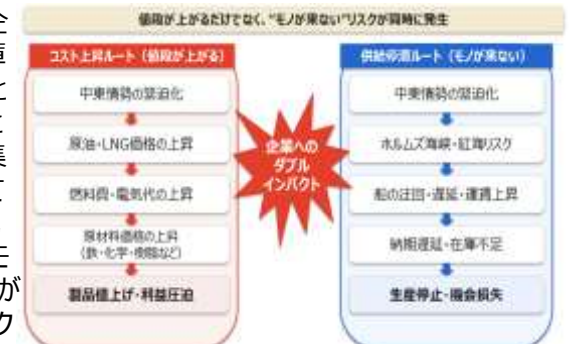 値段が上がるだけでなく、"モノが来ない"リスクが同時に発生
コスト上昇ルート（値段が上がる）
中東情勢の緊迫化
原油・LNG価格の上昇
燃料費・電気代の上昇
原材料価格の上昇
（鉄・化学・樹脂など）
製品値上げ・利益圧迫
企業への
ダブル
インパクト
供給停滞ルート（モノが来ない）
中東情勢の緊迫化
ホルムズ海峡・紅海リスク
船の迂回・遅延・運賃上昇
納期遅延・在庫不足
生産停止・機会損失
が
ク